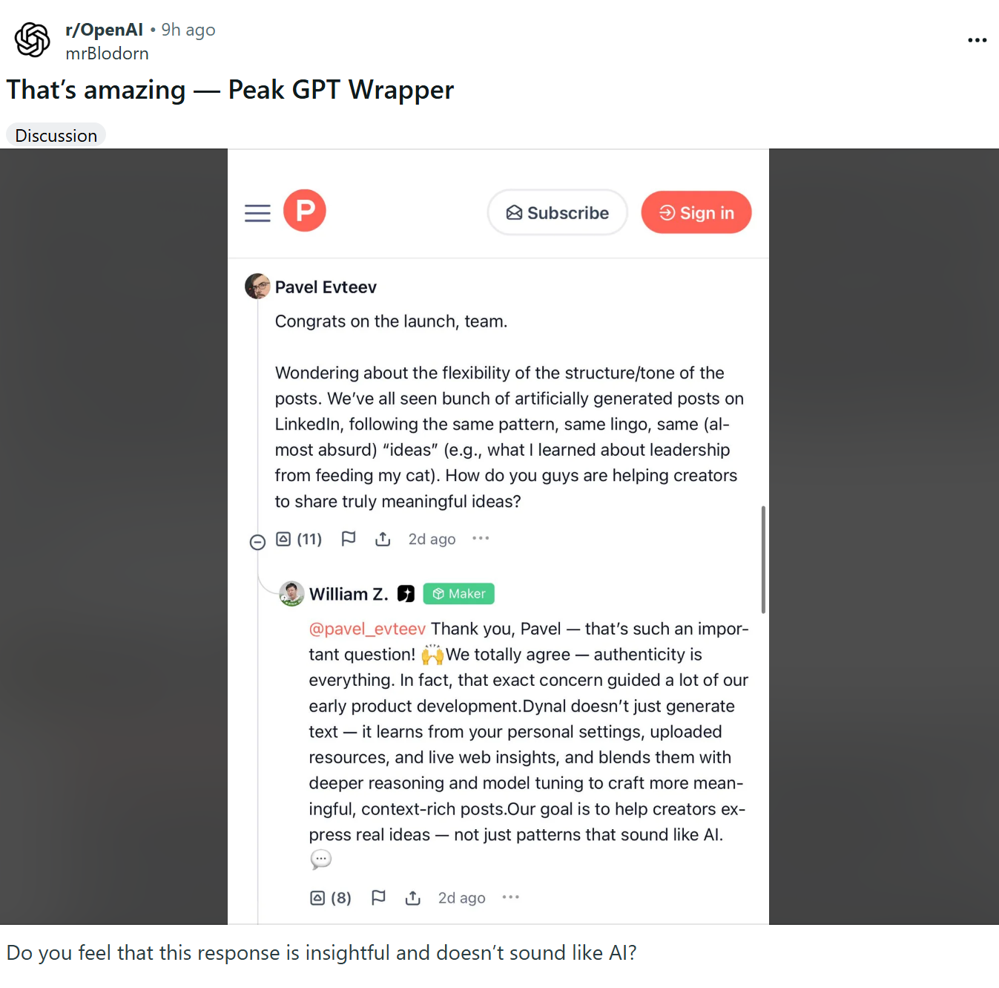 r/OpenAI • 9h ago
mrBlodorn
That’s amazing — Peak GPT Wrapper
Discussion
P
Subscribe
Sign in
Pavel Evteev
Congrats on the launch, team.
Wondering about the flexibility of the structure/tone of the
posts. We’ve all seen bunch of artificially generated posts on
LinkedIn, following the same pattern, same lingo, same (al-
most absurd) “ideas” (e.g., what I learned about leadership
from feeding my cat). How do you guys are helping creators
to share truly meaningful ideas?
(11) 2d ago
William Z. Maker
@pavel_evteev Thank you, Pavel — that’s such an impor-
tant question! 🙌We totally agree — authenticity is
everything. In fact, that exact concern guided a lot of our
early product development.Dynal doesn’t just generate
text — it learns from your personal settings, uploaded
resources, and live web insights, and blends them with
deeper reasoning and model tuning to craft more mean-
ingful, context-rich posts.Our goal is to help creators ex-
press real ideas — not just patterns that sound like AI.
💬
(8) 2d ago
Do you feel that this response is insightful and doesn’t sound like AI?